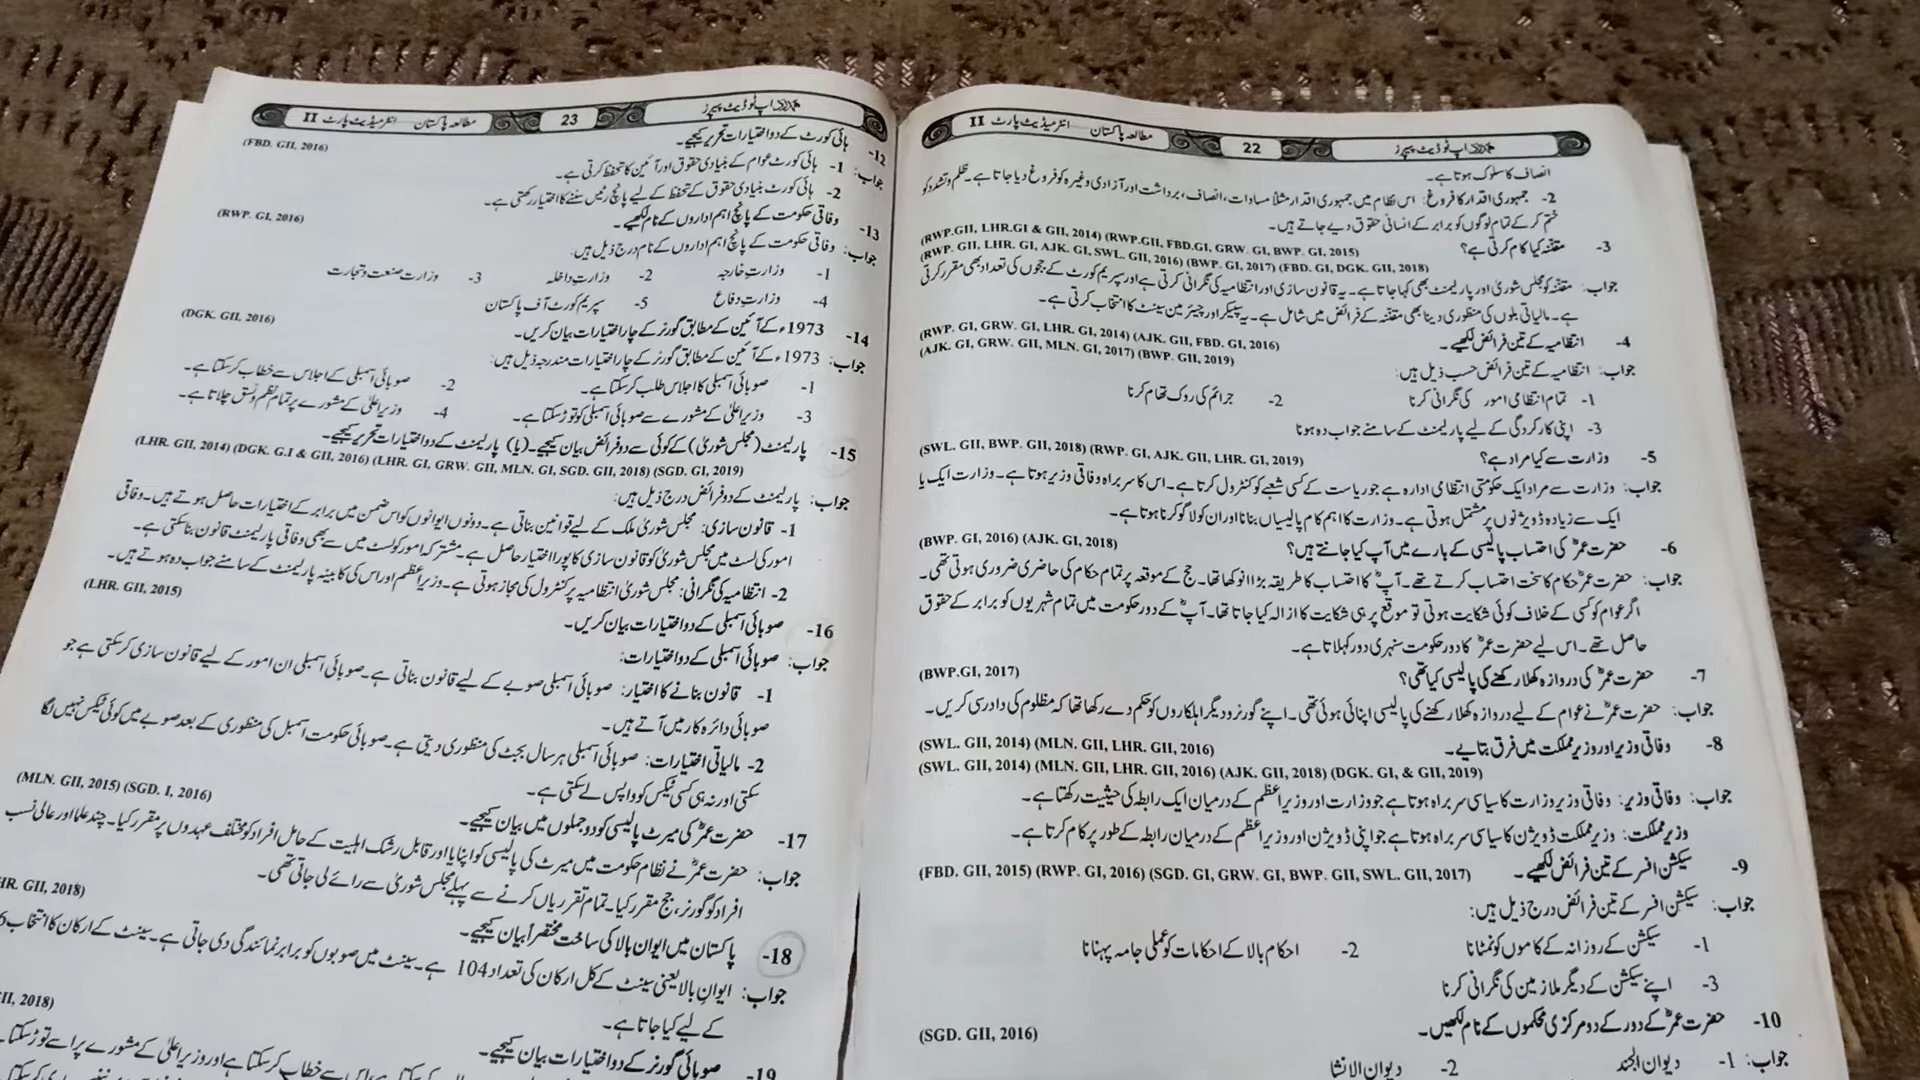 ہمدرد اپ ٹو ڈیٹ پیپرز 22 مطالعہ پاکستان انٹرمیڈیٹ پارٹ II
انصاف کا سلوک ہوتا ہے۔
2- جمہوری اقدار کا فروغ: اس نظام میں جمہوری اقدار مثلاً مساوات، انصاف، برداشت اور آزادی وغیرہ کو فروغ دیا جاتا ہے۔ ظلم و تشدد کو
ختم کر کے تمام لوگوں کو برابر کے انسانی حقوق دیے جاتے ہیں۔
(RWP.GII, LHR.GI & GII, 2014) (RWP.GII, FBD.GI, GRW. GI, BWP. GI, 2015)
3- مقننہ کیا کام کرتی ہے؟ (RWP. GII, LHR. GI, AJK. GI, SWL. GII, 2016) (BWP. GI, 2017) (FBD. GI, DGK. GII, 2018)
جواب: مقننہ کو مجلس شوریٰ اور پارلیمنٹ بھی کہا جاتا ہے۔ یہ قانون سازی اور انتظامیہ کی نگرانی کرتی ہے اور سپریم کورٹ کے ججوں کی تعداد بھی مقرر کرتی
ہے۔ مالیاتی بلوں کی منظوری دینا بھی مقننہ کے فرائض میں شامل ہے۔ یہ سپیکر اور چیئرمین سینٹ کا انتخاب کرتی ہے۔
4- انتظامیہ کے تین فرائض لکھیے۔ (RWP. GI, GRW. GI, LHR. GI, 2014) (AJK. GII, FBD. GI, 2016)
(AJK. GI, GRW. GII, MLN. GI, 2017) (BWP. GII, 2019)
جواب: انتظامیہ کے تین فرائض حسب ذیل ہیں:
1- تمام انتظامی امور کی نگرانی کرنا 2- جرائم کی روک تھام کرنا
3- اپنی کارکردگی کے لیے پارلیمنٹ کے سامنے جواب دہ ہونا
5- وزارت سے کیا مراد ہے؟ (SWL. GII, BWP. GII, 2018) (RWP. GI, AJK. GII, LHR. GI, 2019)
جواب: وزارت سے مراد ایک حکومتی انتظامی ادارہ ہے جو ریاست کے کسی شعبے کو کنٹرول کرتا ہے۔ اس کا سربراہ وفاقی وزیر ہوتا ہے۔ وزارت ایک یا
ایک سے زیادہ ڈویژنوں پر مشتمل ہوتی ہے۔ وزارت کا اہم کام پالیسیاں بنانا اور ان کو لاگو کرنا ہوتا ہے۔
6- حضرت عمرؓ کی احتساب پالیسی کے بارے میں آپ کیا جانتے ہیں؟ (BWP. GI, 2016) (AJK. GI, 2018)
جواب: حضرت عمرؓ حکام کا سخت احتساب کرتے تھے۔ آپؓ کا احتساب کا طریقہ بڑا انوکھا تھا۔ حج کے موقعہ پر تمام حکام کی حاضری ضروری ہوتی تھی۔
اگر عوام کو کسی کے خلاف کوئی شکایت ہوتی تو موقع پر ہی شکایت کا ازالہ کیا جاتا تھا۔ آپؓ کے دور حکومت میں تمام شہریوں کو برابر کے حقوق
حاصل تھے۔ اس لیے حضرت عمرؓ کا دور حکومت سنہری دور کہلاتا ہے۔
7- حضرت عمرؓ کی دروازہ کھلا رکھنے کی پالیسی کیا تھی؟ (BWP.GI, 2017)
جواب: حضرت عمرؓ نے عوام کے لیے دروازہ کھلا رکھنے کی پالیسی اپنائی ہوئی تھی۔ اپنے گورنر و دیگر اہلکاروں کو حکم دے رکھا تھا کہ مظلوم کی داد رسی کریں۔
8- وفاقی وزیر اور وزیر مملکت میں فرق بتایے۔ (SWL. GII, 2014) (MLN. GII, LHR. GII, 2016)
(SWL. GII, 2014) (MLN. GII, LHR. GII, 2016) (AJK. GII, 2018) (DGK. GI, & GII, 2019)
جواب: وفاقی وزیر: وفاقی وزیر وزارت کا سیاسی سربراہ ہوتا ہے جو وزارت اور وزیر اعظم کے درمیان ایک رابطہ کی حیثیت رکھتا ہے۔
وزیر مملکت: وزیر مملکت ڈویژن کا سیاسی سربراہ ہوتا ہے جو اپنی ڈویژن اور وزیر اعظم کے درمیان رابطہ کے طور پر کام کرتا ہے۔
9- سیکشن افسر کے تین فرائض لکھیے۔ (FBD. GII, 2015) (RWP. GI, 2016) (SGD. GI, GRW. GI, BWP. GII, SWL. GII, 2017)
جواب: سیکشن افسر کے تین فرائض درج ذیل ہیں:
1- سیکشن کے روزانہ کے کاموں کو نمٹانا 2- احکام بالا کے احکامات کو عملی جامہ پہنانا
3- اپنے سیکشن کے دیگر ملازمین کی نگرانی کرنا
10- حضرت عمرؓ کے دور کے دو مرکزی محکموں کے نام لکھیں۔ (SGD. GII, 2016)
جواب: 1- دیوان الجند 2- دیوان الانشا
ہمدرد اپ ٹو ڈیٹ پیپرز 23 مطالعہ پاکستان انٹرمیڈیٹ پارٹ II
12- ہائی کورٹ کے دو اختیارات تحریر کیجیے۔ (FBD. GII, 2016)
جواب: 1- ہائی کورٹ عوام کے بنیادی حقوق اور آئین کا تحفظ کرتی ہے۔
2- ہائی کورٹ بنیادی حقوق کے تحفظ کے لیے پانچ رٹیں سننے کا اختیار رکھتی ہے۔
13- وفاقی حکومت کے پانچ اہم اداروں کے نام لکھیے۔ (RWP. GI, 2016)
جواب: وفاقی حکومت کے پانچ اہم اداروں کے نام درج ذیل ہیں:
1- وزارت خارجہ 2- وزارت داخلہ 3- وزارت صنعت و تجارت
4- وزارت دفاع 5- سپریم کورٹ آف پاکستان
14- 1973ء کے آئین کے مطابق گورنر کے چار اختیارات بیان کریں۔ (DGK. GII, 2016)
جواب: 1973ء کے آئین کے مطابق گورنر کے چار اختیارات مندرجہ ذیل ہیں:
1- صوبائی اسمبلی کا اجلاس طلب کر سکتا ہے۔ 2- صوبائی اسمبلی کے اجلاس سے خطاب کر سکتا ہے۔
3- وزیر اعلیٰ کے مشورے سے صوبائی اسمبلی کو توڑ سکتا ہے۔ 4- وزیر اعلیٰ کے مشورے پر تمام نظم و نسق چلاتا ہے۔
15- پارلیمنٹ (مجلس شوریٰ) کے کوئی سے دو فرائض بیان کیجیے۔ (یا) پارلیمنٹ کے دو اختیارات تحریر کیجیے۔
(LHR. GII, 2014) (DGK. G.I & GII, 2016) (LHR. GI, GRW. GII, MLN. GI, SGD. GII, 2018) (SGD. GI, 2019)
جواب: پارلیمنٹ کے دو فرائض درج ذیل ہیں:
1- قانون سازی: مجلس شوریٰ ملک کے لیے قوانین بناتی ہے۔ دونوں ایوانوں کو اس ضمن میں برابر کے اختیارات حاصل ہوتے ہیں۔ وفاقی
امور کی لسٹ میں مجلس شوریٰ کو قانون سازی کا پورا اختیار حاصل ہے۔ مشترکہ امور کو لسٹ میں سے بھی وفاقی پارلیمنٹ قانون بنا سکتی ہے۔
2- انتظامیہ کی نگرانی: مجلس شوریٰ انتظامیہ پر کنٹرول کی مجاز ہوتی ہے۔ وزیر اعظم اور اس کی کابینہ پارلیمنٹ کے سامنے جواب دہ ہوتے ہیں۔
16- صوبائی اسمبلی کے دو اختیارات بیان کریں۔ (LHR. GII, 2015)
جواب: صوبائی اسمبلی کے دو اختیارات:
1- قانون بنانے کا اختیار: صوبائی اسمبلی صوبے کے لیے قانون بناتی ہے۔ صوبائی اسمبلی ان امور کے لیے قانون سازی کر سکتی ہے جو
صوبائی دائرہ کار میں آتے ہیں۔
2- مالیاتی اختیارات: صوبائی اسمبلی ہر سال بجٹ کی منظوری دیتی ہے۔ صوبائی حکومت اسمبلی کی منظوری کے بعد صوبے میں کوئی ٹیکس نہیں لگا
سکتی اور نہ ہی کسی ٹیکس کو واپس لے سکتی ہے۔
17- حضرت عمرؓ کی میرٹ پالیسی کو دو جملوں میں بیان کیجیے۔ (MLN. GII, 2015) (SGD. I, 2016)
جواب: حضرت عمرؓ نے نظام حکومت میں میرٹ کی پالیسی کو اپنایا اور قابل رشک اہلیت کے حامل افراد کو مختلف عہدوں پر مقرر کیا۔ چند علما اور عالی نسب
افراد کو گورنر، جج مقرر کیا۔ تمام تقرریاں کرنے سے پہلے مجلس شوریٰ سے رائے لی جاتی تھی۔
18- پاکستان میں ایوان بالا کی ساخت مختصراً بیان کیجیے۔ HR. GII, 2018)
جواب: ایوان بالا یعنی سینٹ کے کل ارکان کی تعداد 104 ہے۔ سینٹ میں صوبوں کو برابر نمائندگی دی جاتی ہے۔ سینٹ کے ارکان کا انتخاب 6
کے لیے کیا جاتا ہے۔
19- صوبائی گورنر کے دو اختیارات بیان کیجیے۔ II, 2018)
سے خطاب کر سکتا ہے اور وزیر اعلیٰ کے مشورے پر اسے توڑ سکتا